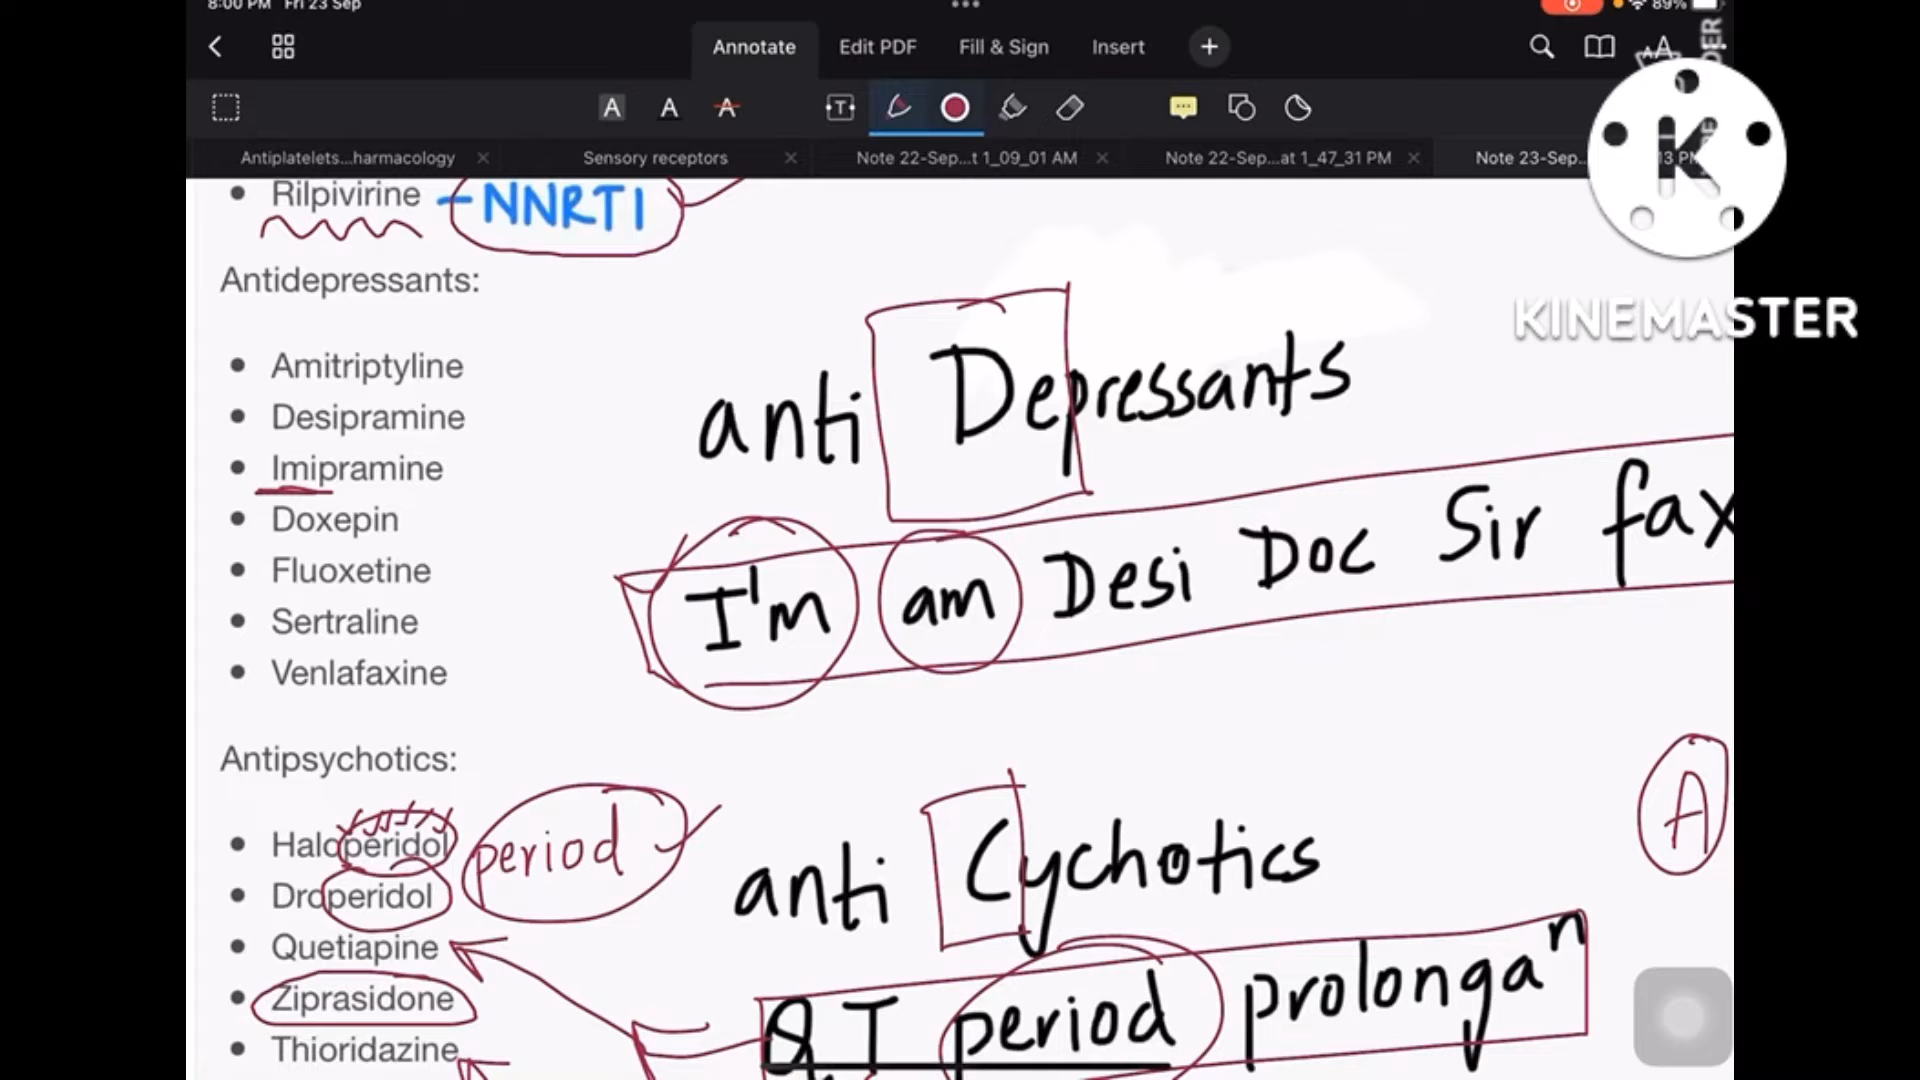 8:00 PM Fri 23 Sep
89%
Annotate Edit PDF Fill & Sign Insert
Antiplatelets...harmacology Sensory receptors Note 22-Sep...t 1_09_01 AM Note 22-Sep...at 1_47_31 PM Note 23-Sep... 13 PM
KINEMASTER
Rilpivirine - NNRTI
Antidepressants:
anti Depressants
Amitriptyline
Desipramine
Imipramine
Doxepin
Fluoxetine
Sertraline
Venlafaxine
I'm am Desi Doc Sir fax
Antipsychotics:
A
Haloperidol period
anti Cychotics
Droperidol
Quetiapine
Ziprasidone
Thioridazine
QT period prolongaⁿ